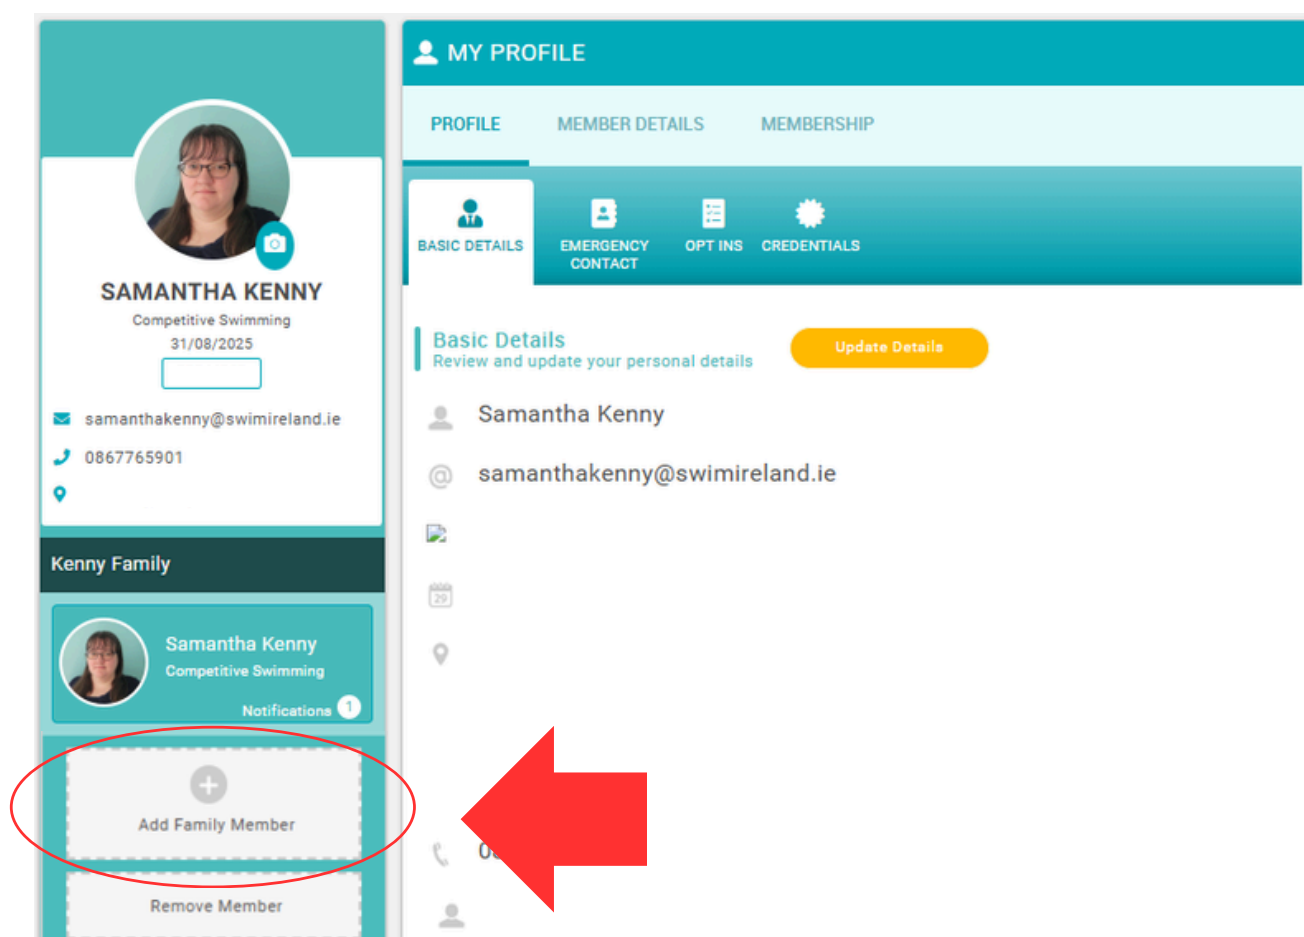 SAMANTHA KENNY
Competitive Swimming
31/08/2025
samanthakenny@swimireland.ie
0867765901
Kenny Family
Samantha Kenny
Competitive Swimming
Notifications 1
Add Family Member
Remove Member
MY PROFILE
PROFILE MEMBER DETAILS MEMBERSHIP
BASIC DETAILS
EMERGENCY
CONTACT
OPT INS
CREDENTIALS
Basic Details
Review and update your personal details
Update Details
Samantha Kenny
@ samanthakenny@swimireland.ie
29